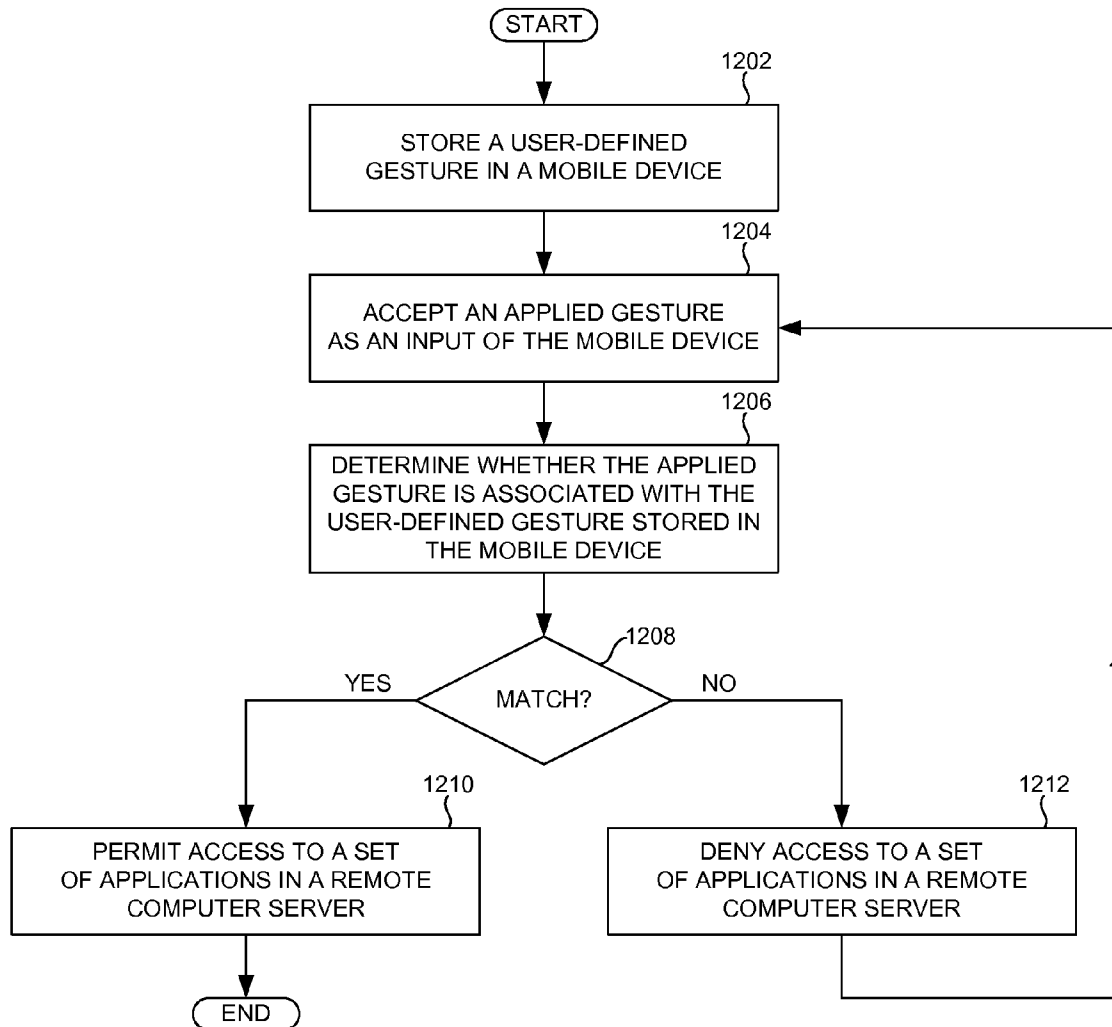 START
1202
STORE A USER-DEFINED
GESTURE IN A MOBILE DEVICE
1204
ACCEPT AN APPLIED GESTURE
AS AN INPUT OF THE MOBILE DEVICE
1206
DETERMINE WHETHER THE APPLIED
GESTURE IS ASSOCIATED WITH THE
USER-DEFINED GESTURE STORED IN
THE MOBILE DEVICE
1208
YES
MATCH?
NO
1210
PERMIT ACCESS TO A SET
OF APPLICATIONS IN A REMOTE
COMPUTER SERVER
1212
DENY ACCESS TO A SET
OF APPLICATIONS IN A REMOTE
COMPUTER SERVER
END